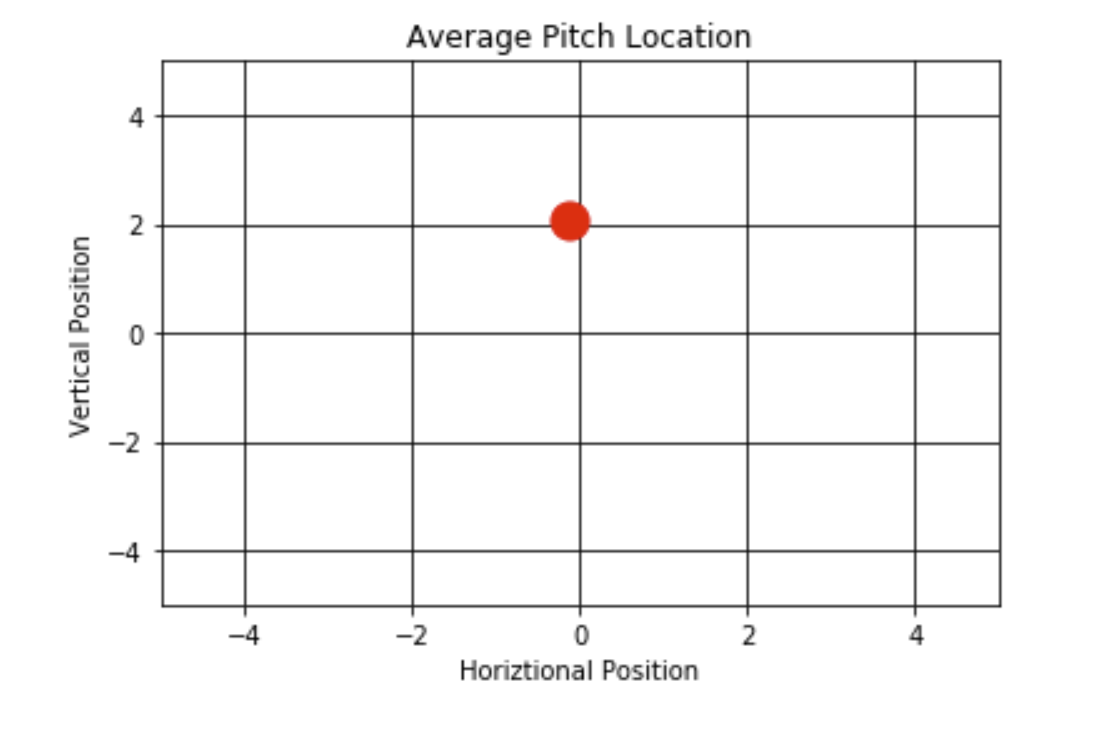 Average Pitch Location
4
2
0
−2
−4
Vertical Position
−4 −2 0 2 4
Horiztional Position